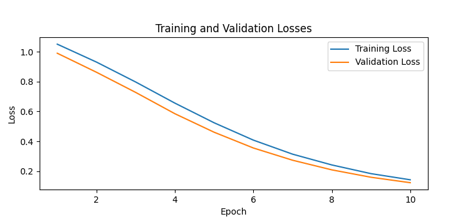 Training and Validation Losses
Training Loss
Validation Loss
1.0
0.8
0.6
0.4
0.2
Loss
2
4
6
8
10
Epoch